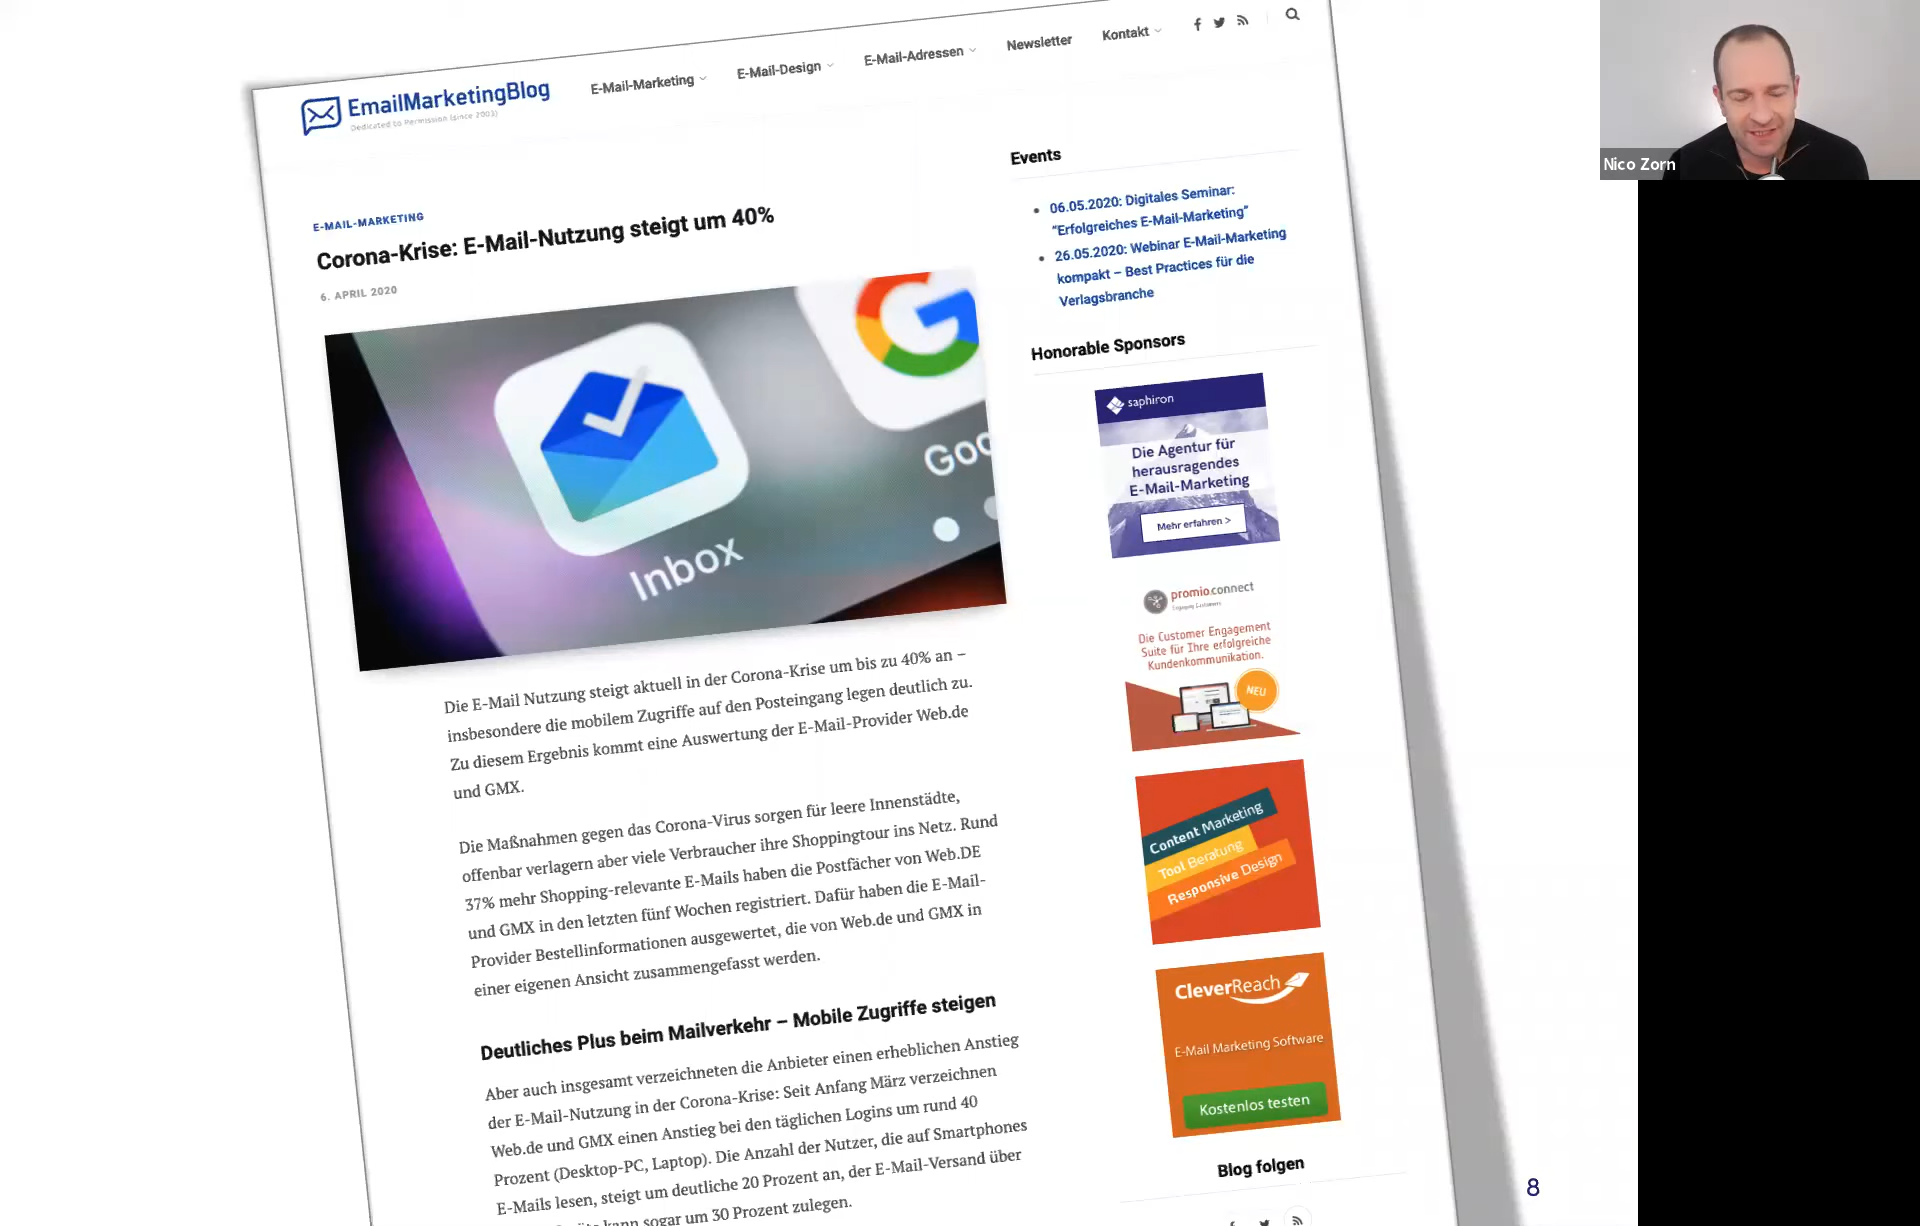 EmailMarketingBlog
Dedicated to Permission (since 2003)
E-Mail-Marketing
E-Mail-Design
E-Mail-Adressen
Newsletter
Kontakt
E-MAIL-MARKETING
Corona-Krise: E-Mail-Nutzung steigt um 40%
6. APRIL 2020
Inbox
Goo
Die E-Mail Nutzung steigt aktuell in der Corona-Krise um bis zu 40% an –
insbesondere die mobilem Zugriffe auf den Posteingang legen deutlich zu.
Zu diesem Ergebnis kommt eine Auswertung der E-Mail-Provider Web.de
und GMX.
Die Maßnahmen gegen das Corona-Virus sorgen für leere Innenstädte,
offenbar verlagern aber viele Verbraucher ihre Shoppingtour ins Netz. Rund
37% mehr Shopping-relevante E-Mails haben die Postfächer von Web.DE
und GMX in den letzten fünf Wochen registriert. Dafür haben die E-Mail-
Provider Bestellinformationen ausgewertet, die von Web.de und GMX in
einer eigenen Ansicht zusammengefasst werden.
Deutliches Plus beim Mailverkehr – Mobile Zugriffe steigen
Aber auch insgesamt verzeichneten die Anbieter einen erheblichen Anstieg
der E-Mail-Nutzung in der Corona-Krise: Seit Anfang März verzeichnen
Web.de und GMX einen Anstieg bei den täglichen Logins um rund 40
Prozent (Desktop-PC, Laptop). Die Anzahl der Nutzer, die auf Smartphones
E-Mails lesen, steigt um deutliche 20 Prozent an, der E-Mail-Versand über
kann sogar um 30 Prozent zulegen.
Events
06.05.2020: Digitales Seminar:
“Erfolgreiches E-Mail-Marketing”
26.05.2020: Webinar E-Mail-Marketing
kompakt – Best Practices für die
Verlagsbranche
Honorable Sponsors
saphiron
Die Agentur für
herausragendes
E-Mail-Marketing
Mehr erfahren >
promio.connect
Engaging Customers
Die Customer Engagement
Suite für Ihre erfolgreiche
Kundenkommunikation.
NEU
Content Marketing
Tool Beratung
Responsive Design
CleverReach
E-Mail Marketing Software
Kostenlos testen
Blog folgen
8
Nico Zorn